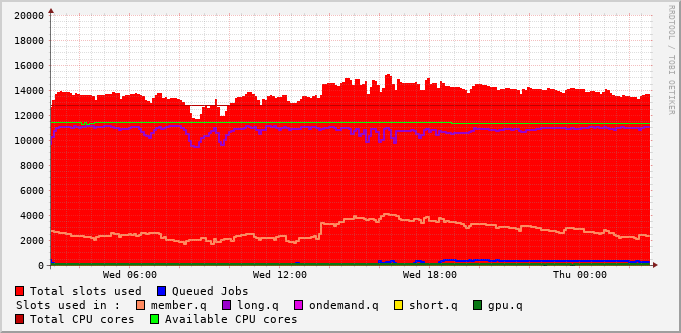 20000
18000
16000
14000
12000
10000
8000
6000
4000
2000
0
Wed 06:00 Wed 12:00 Wed 18:00 Thu 00:00
RRDTOOL / TOBI OETIKER
Total slots used Queued Jobs
Slots used in : member.q long.q ondemand.q short.q gpu.q
Total CPU cores Available CPU cores